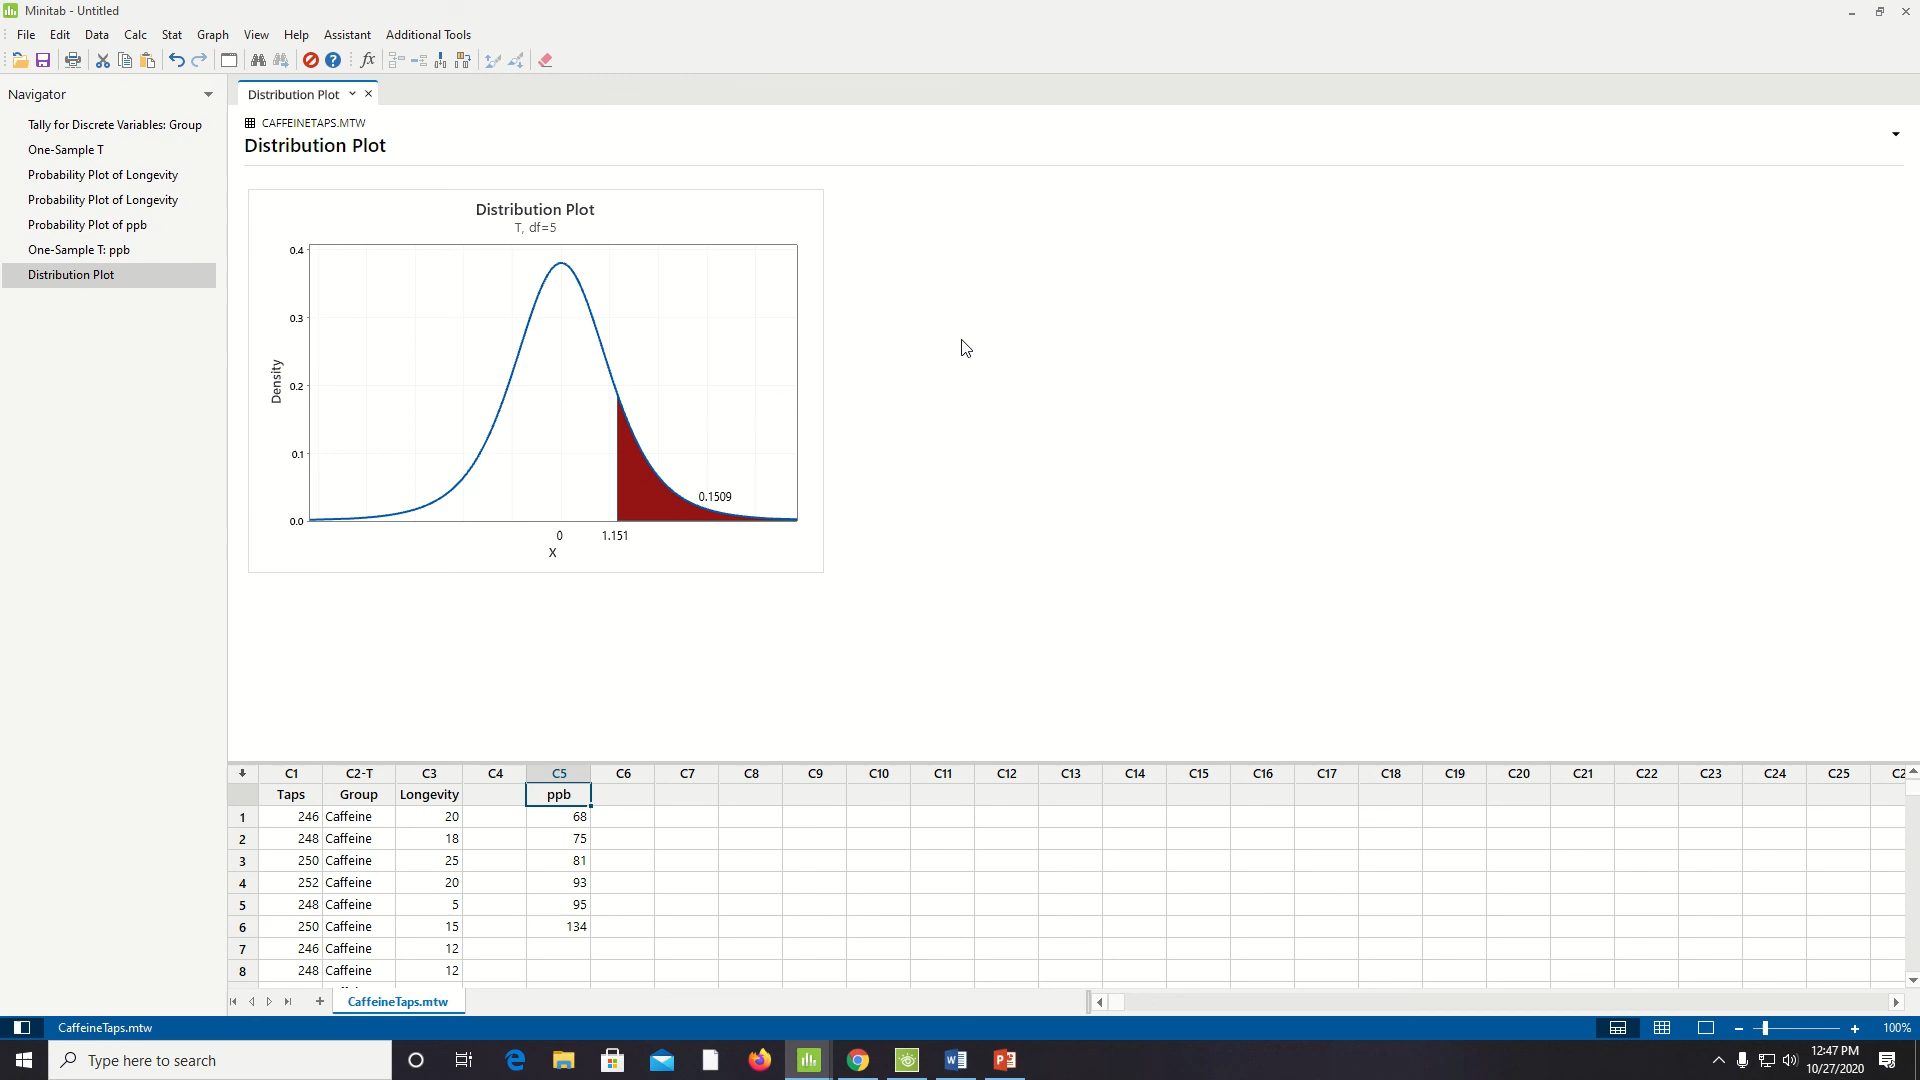 Minitab - Untitled
File Edit Data Calc Stat Graph View Help Assistant Additional Tools
fx
Navigator
Tally for Discrete Variables: Group
One-Sample T
Probability Plot of Longevity
Probability Plot of Longevity
Probability Plot of ppb
One-Sample T: ppb
Distribution Plot
Distribution Plot
CAFFEINETAPS.MTW
Distribution Plot
Distribution Plot
T, df=5
0.4
0.3
0.2
0.1
0.0
Density
0.1509
0 1.151
X
C1 C2-T C3 C4 C5 C6 C7 C8 C9 C10 C11 C12 C13 C14 C15 C16 C17 C18 C19 C20 C21 C22 C23 C24 C25
Taps Group Longevity ppb
1 246 Caffeine 20 68
2 248 Caffeine 18 75
3 250 Caffeine 25 81
4 252 Caffeine 20 93
5 248 Caffeine 5 95
6 250 Caffeine 15 134
7 246 Caffeine 12
8 248 Caffeine 12
CaffeineTaps.mtw
CaffeineTaps.mtw
100%
Type here to search
12:47 PM
10/27/2020